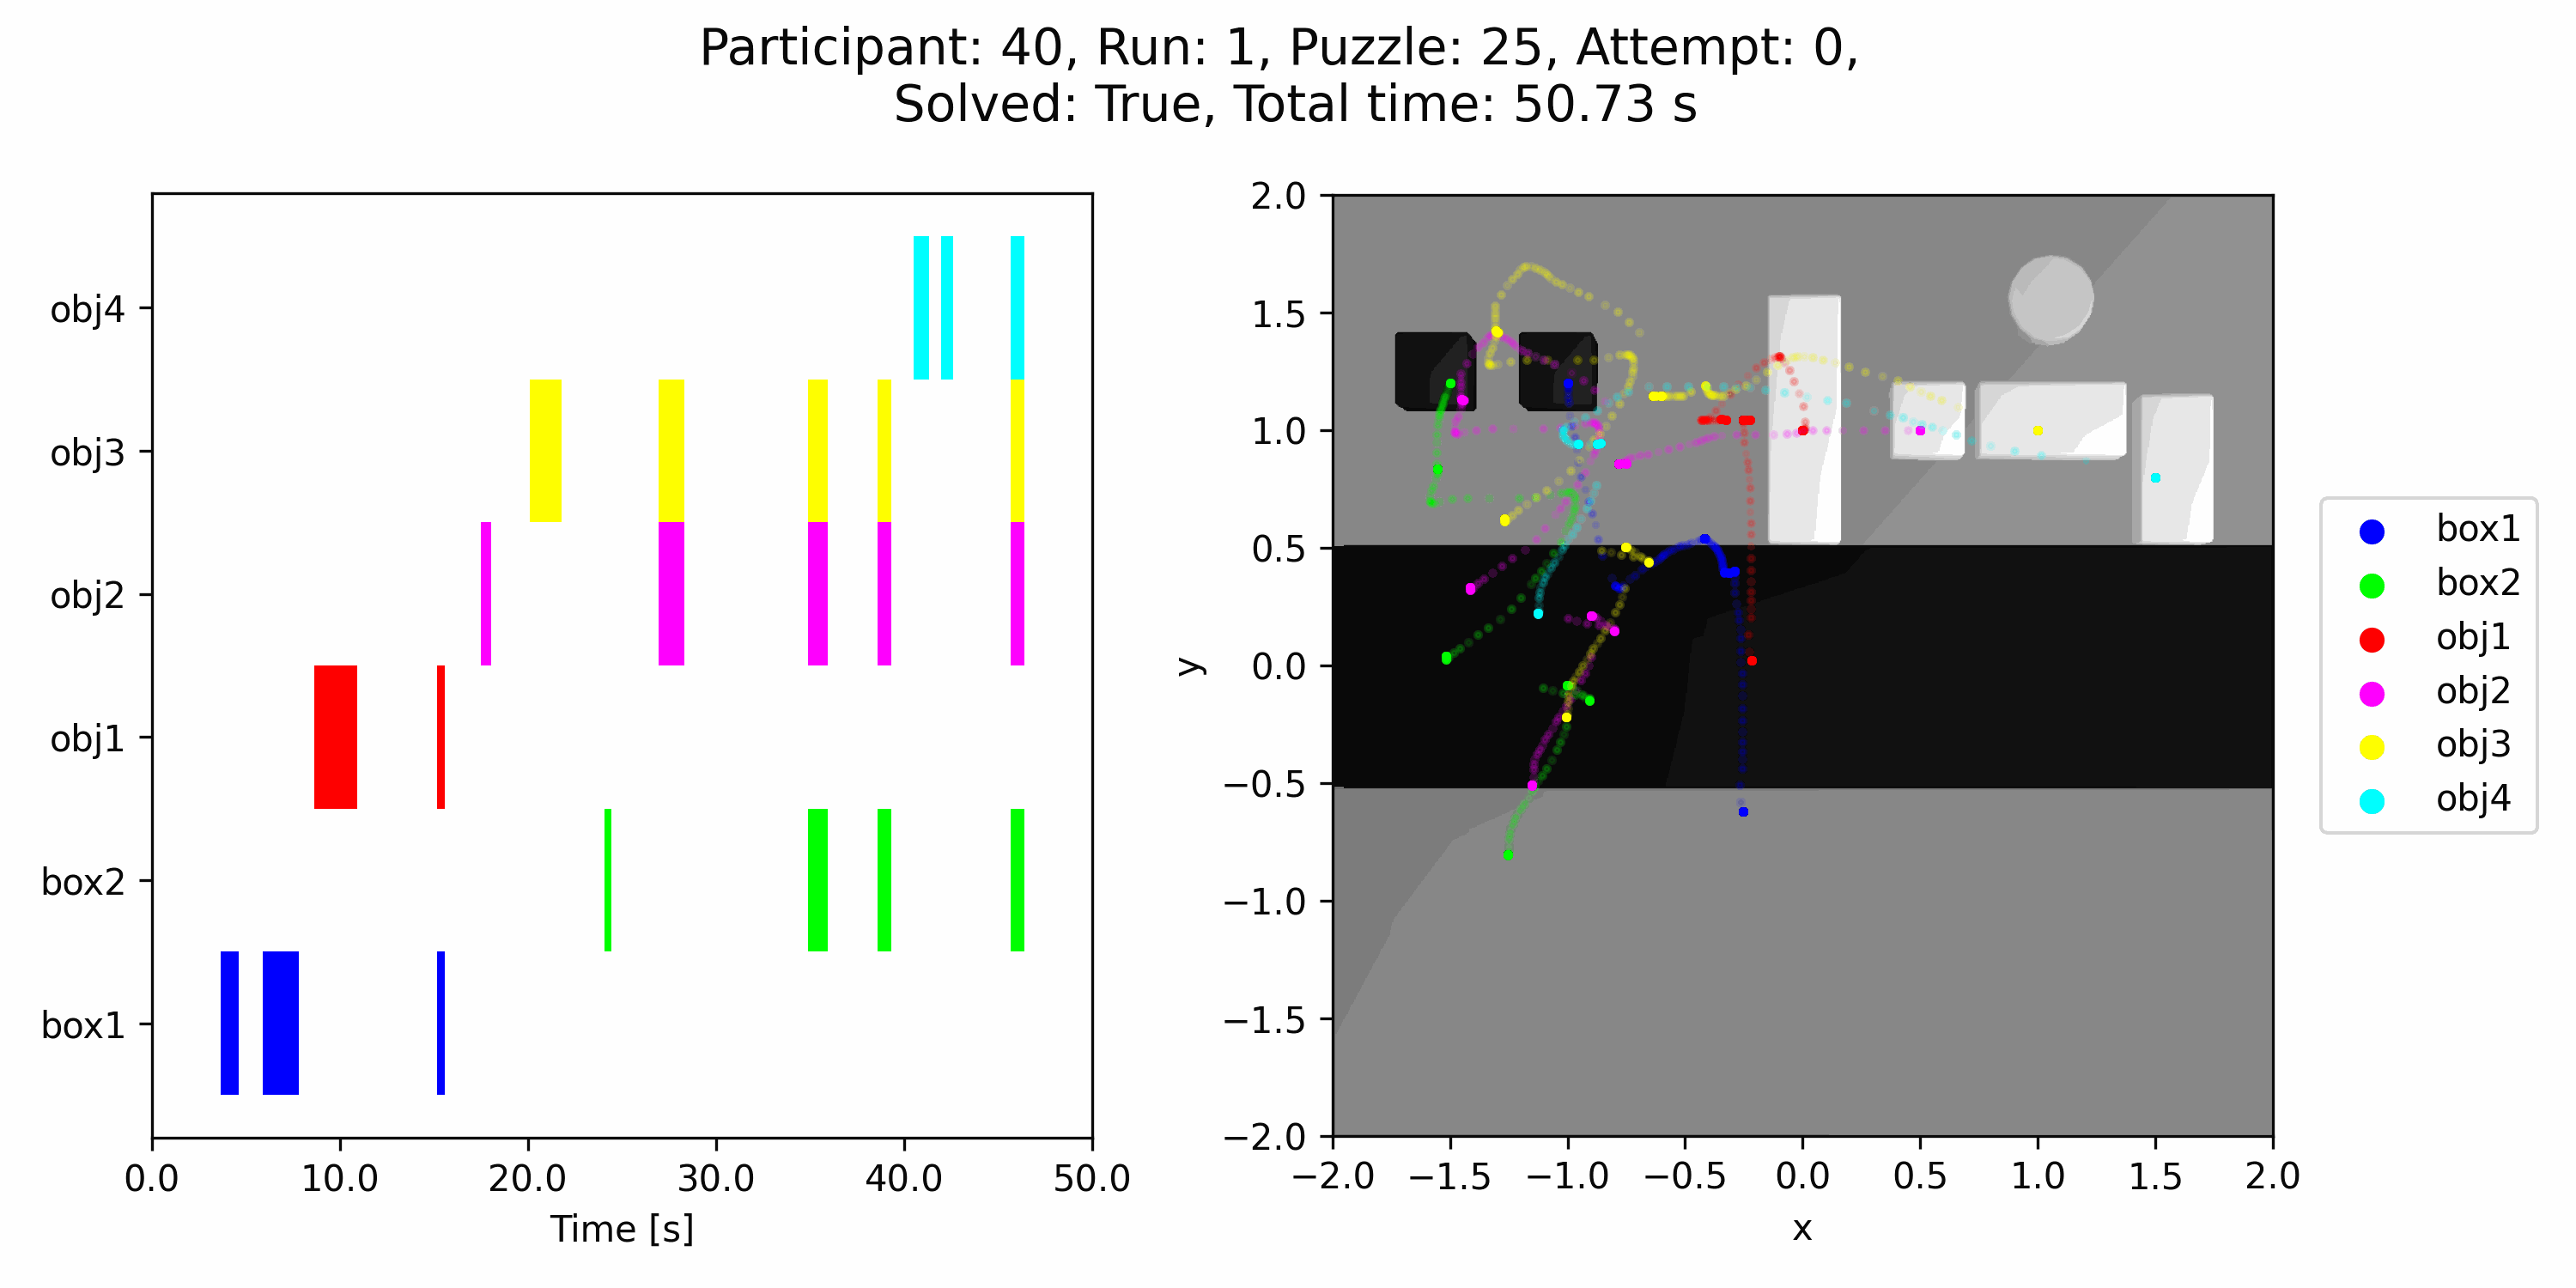 Participant: 40, Run: 1, Puzzle: 25, Attempt: 0,
Solved: True, Total time: 50.73 s
obj4
obj3
obj2
obj1
box2
box1
0.0 10.0 20.0 30.0 40.0 50.0
Time [s]
2.0
1.5
1.0
0.5
0.0
−0.5
−1.0
−1.5
−2.0
y
−2.0 −1.5 −1.0 −0.5 0.0 0.5 1.0 1.5 2.0
x
box1
box2
obj1
obj2
obj3
obj4